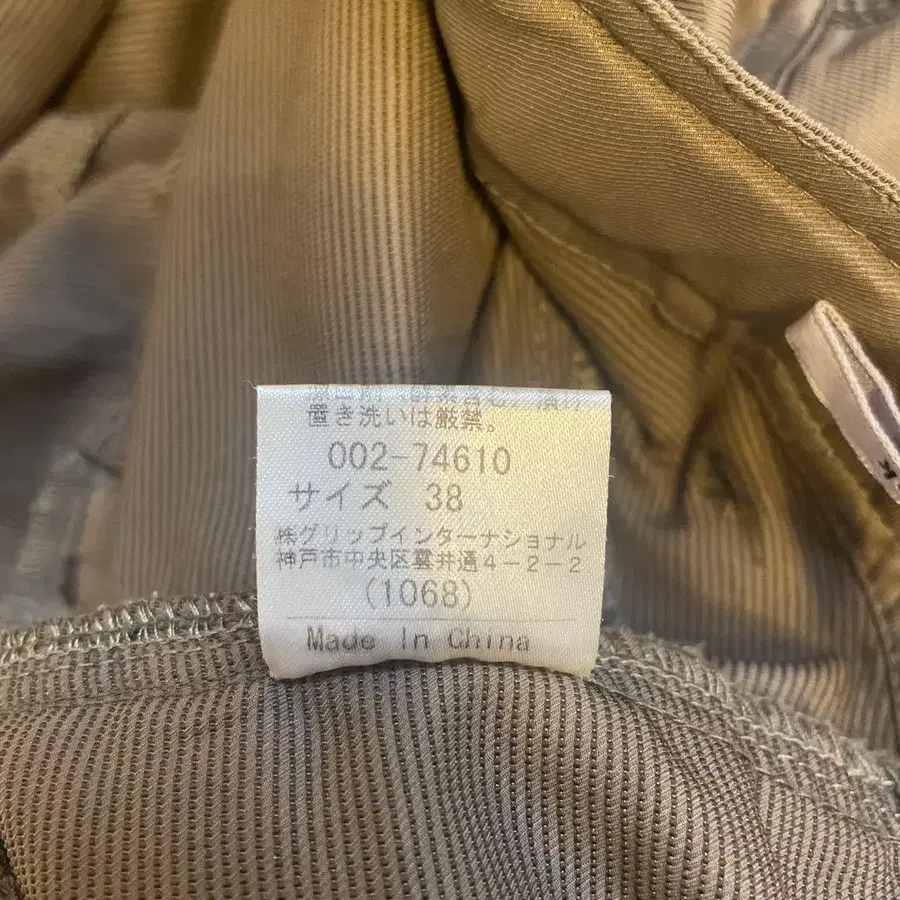 置き洗いは厳禁。
002-74610
サイズ 38
株グリップインターナショナル
神戸市中央区雲井通4-2-2
(1068)
Made In China